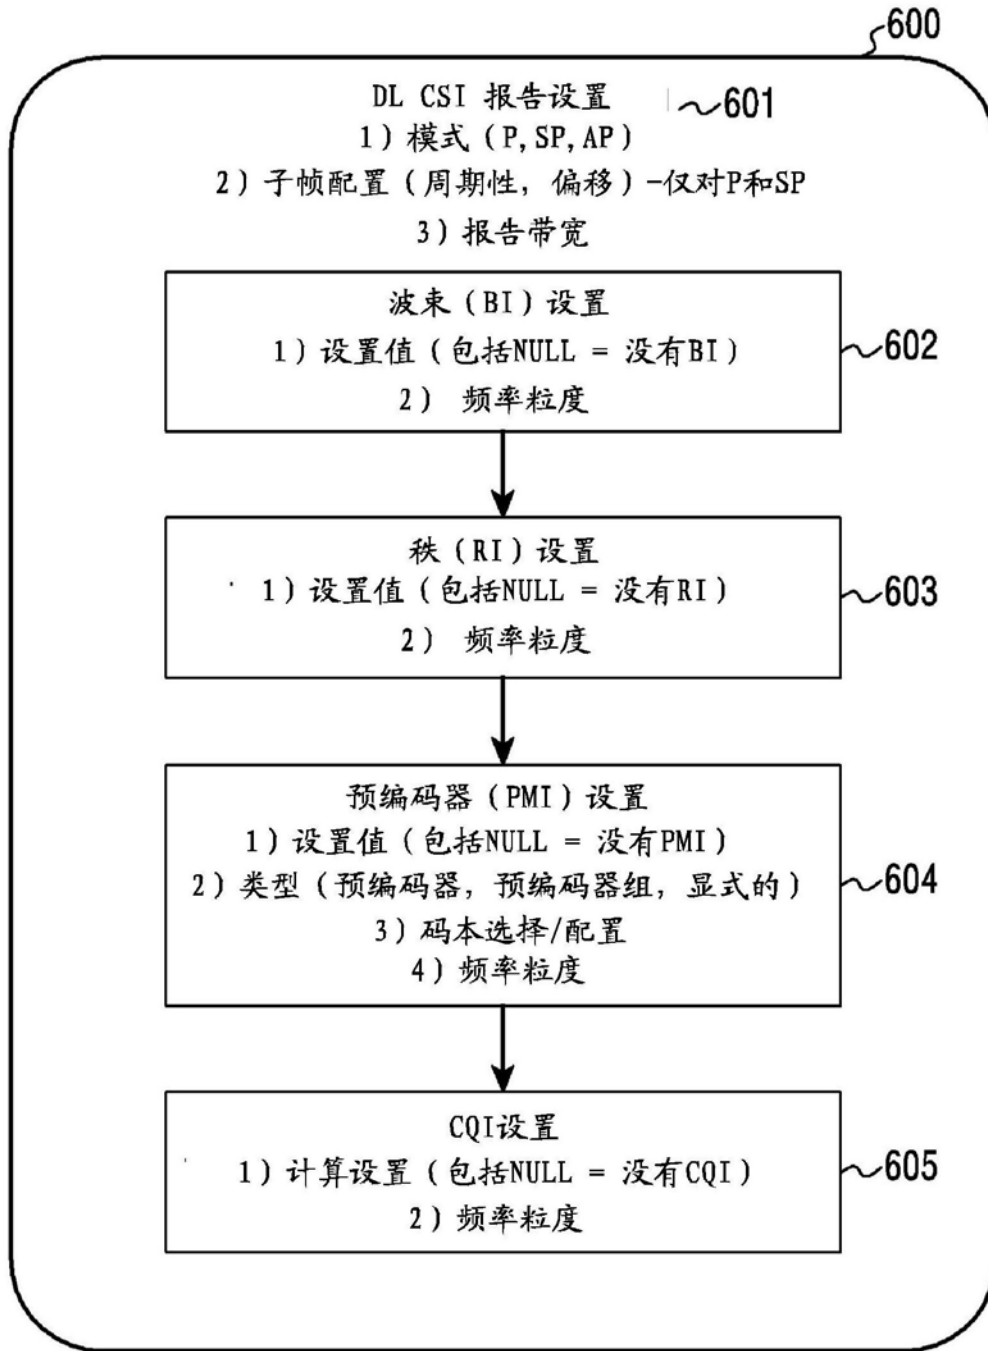 600
DL CSI 报告设置
601
1) 模式 (P, SP, AP)
2) 子帧配置 (周期性, 偏移) -仅对P和SP
3) 报告带宽
波束 (BI) 设置
1) 设置值 (包括NULL = 没有BI)
2) 频率粒度
602
秩 (RI) 设置
1) 设置值 (包括NULL = 没有RI)
2) 频率粒度
603
预编码器 (PMI) 设置
1) 设置值 (包括NULL = 没有PMI)
2) 类型 (预编码器, 预编码器组, 显式的)
3) 码本选择/配置
4) 频率粒度
604
CQI设置
1) 计算设置 (包括NULL = 没有CQI)
2) 频率粒度
605